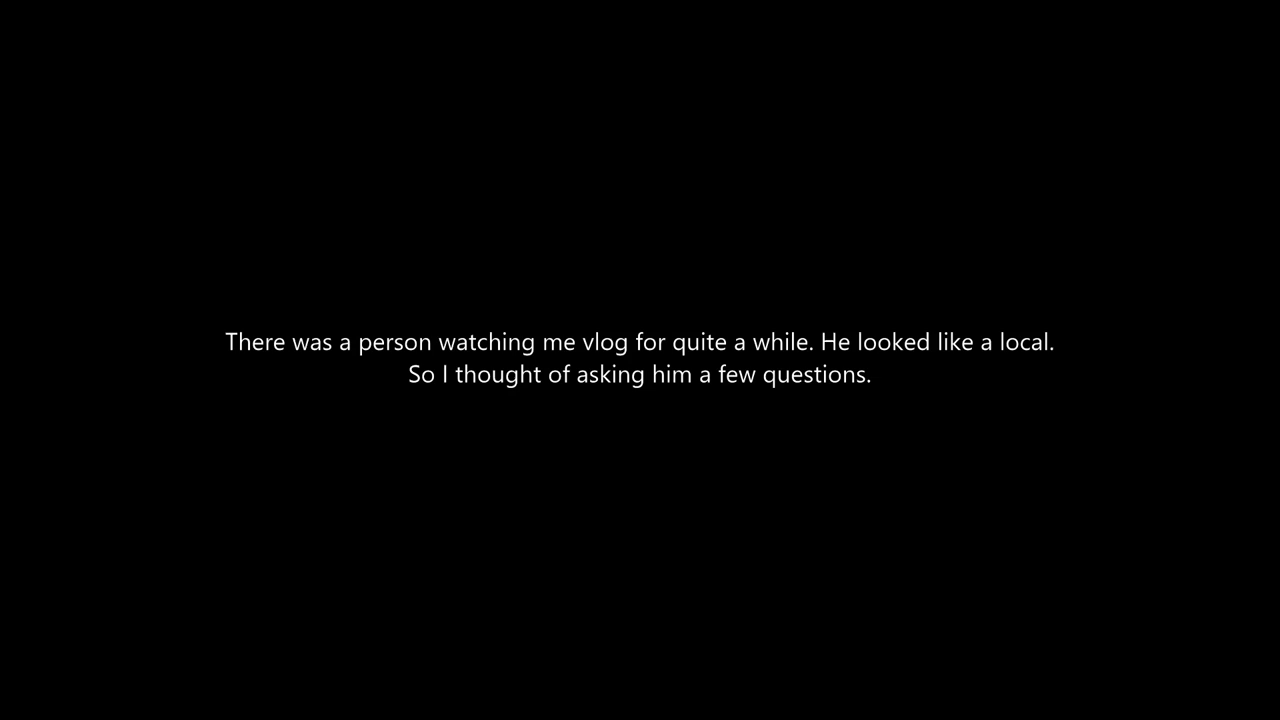 There was a person watching me vlog for quite a while. He looked like a local.
So I thought of asking him a few questions.